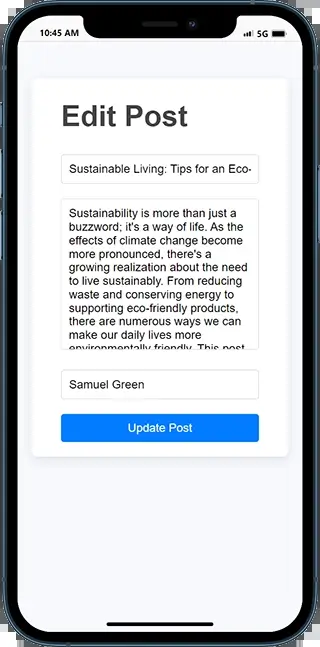 10:45 AM
5G
Edit Post
Sustainable Living: Tips for an Eco-
Sustainability is more than just a
buzzword; it's a way of life. As the
effects of climate change become
more pronounced, there's a
growing realization about the need
to live sustainably. From reducing
waste and conserving energy to
supporting eco-friendly products,
there are numerous ways we can
make our daily lives more
environmentally friendly. This post
Samuel Green
Update Post